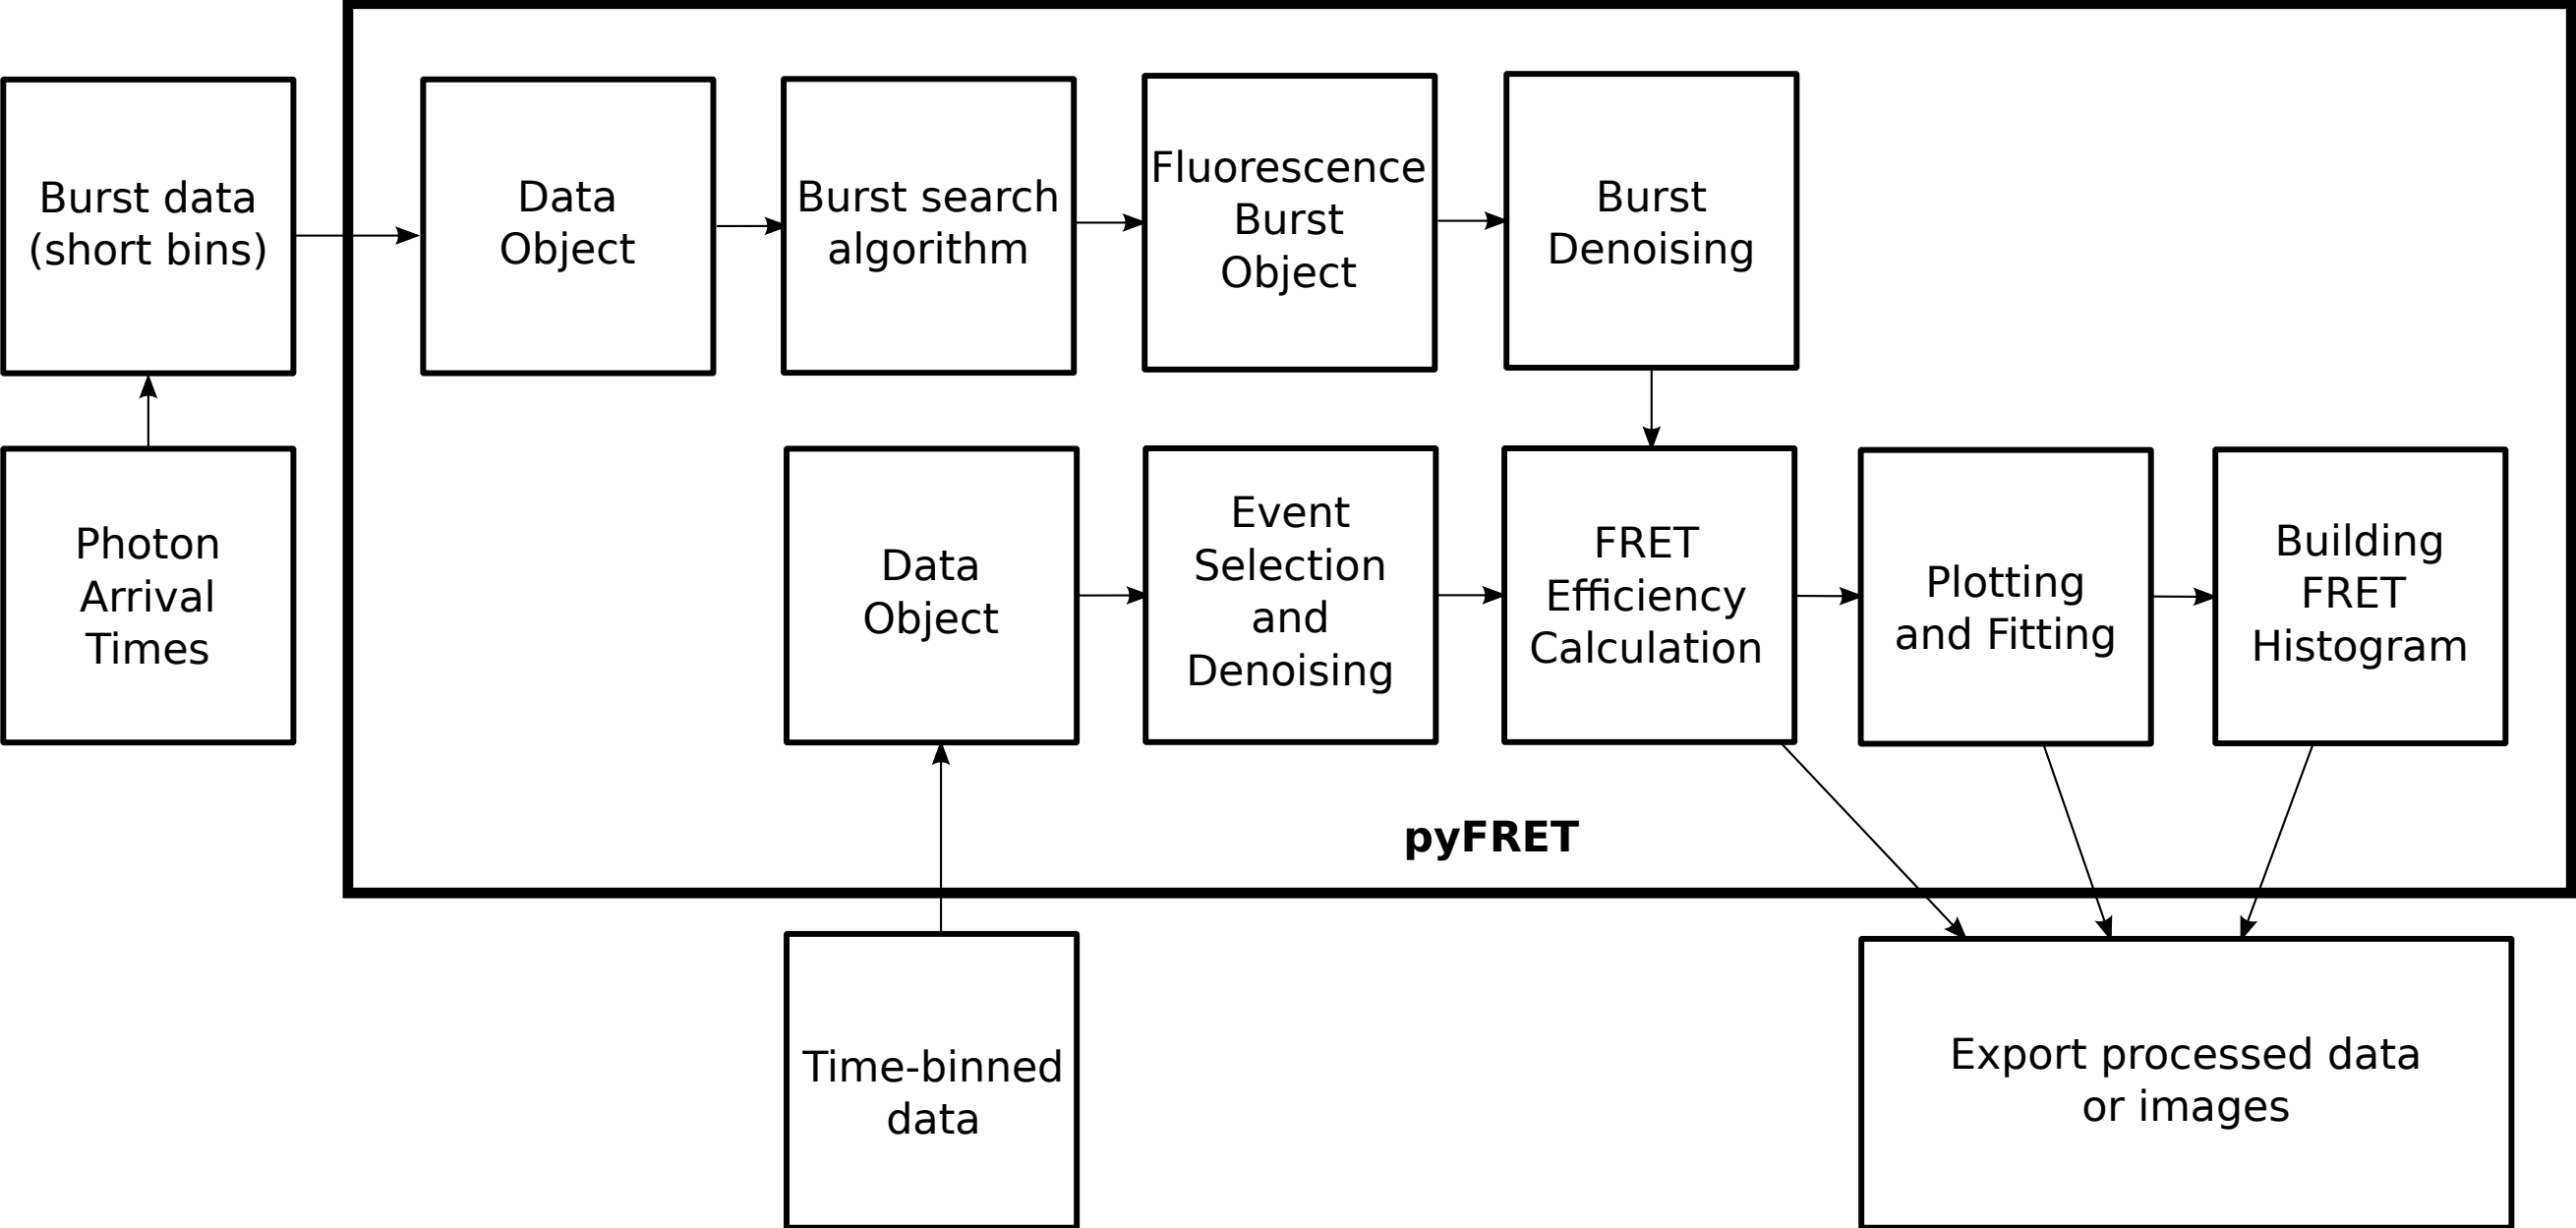 Burst data
(short bins)
Data
Object
Burst search
algorithm
Fluorescence
Burst
Object
Burst
Denoising
Photon
Arrival
Times
Data
Object
Event
Selection
and
Denoising
FRET
Efficiency
Calculation
Plotting
and Fitting
Building
FRET
Histogram
pyFRET
Time-binned
data
Export processed data
or images